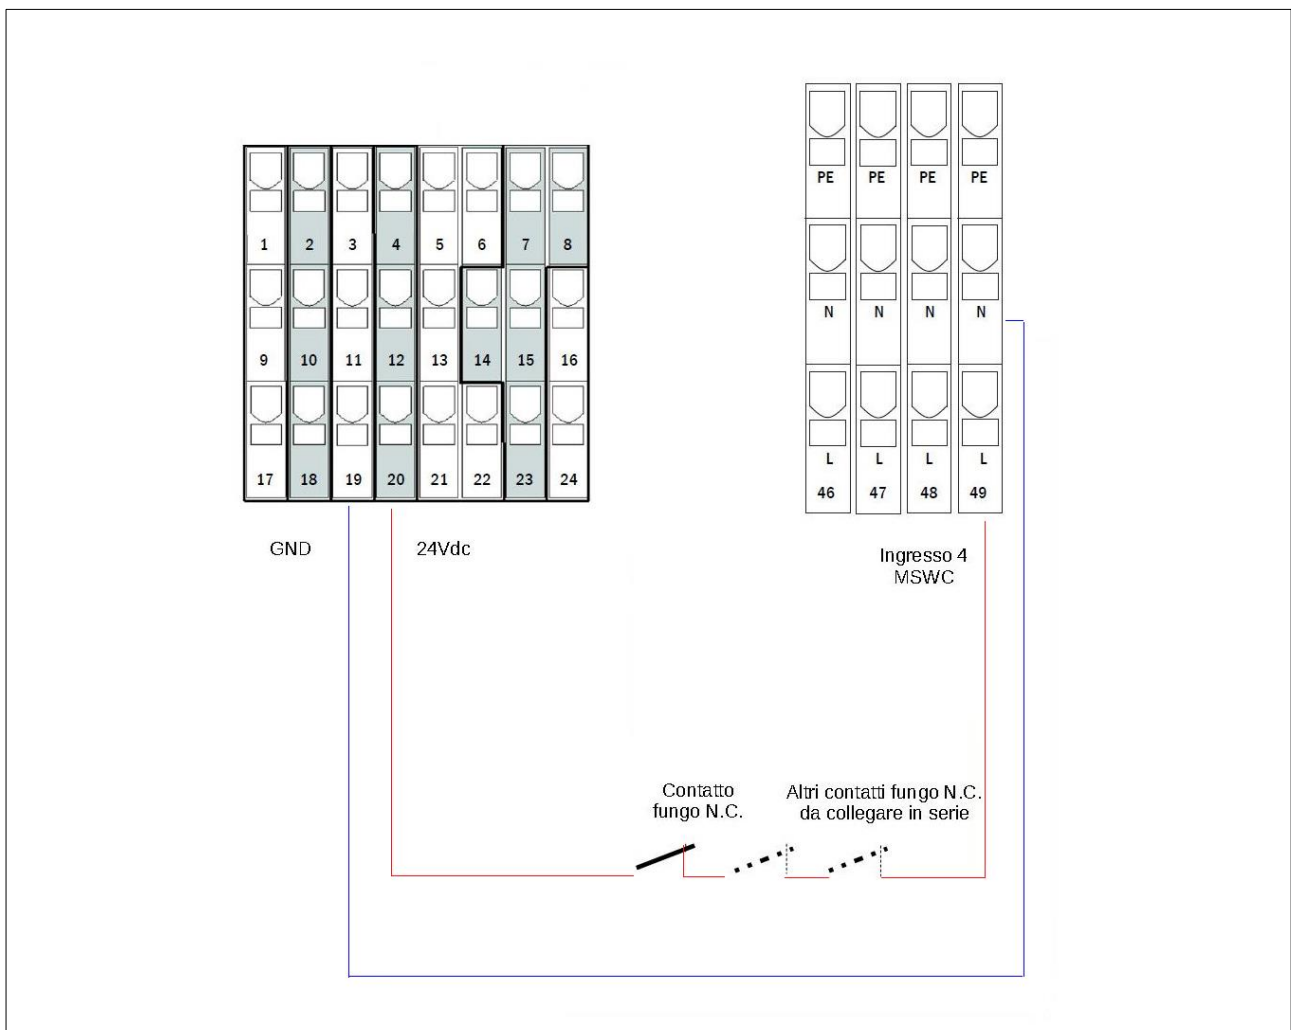 PE PE PE PE
1 2 3 4 5 6 7 8
N N N N
9 10 11 12 13 14 15 16
L L L L
17 18 19 20 21 22 23 24
46 47 48 49
GND
24Vdc
Ingresso 4
MSWC
Contatto
fungo N.C.
Altri contatti fungo N.C.
da collegare in serie